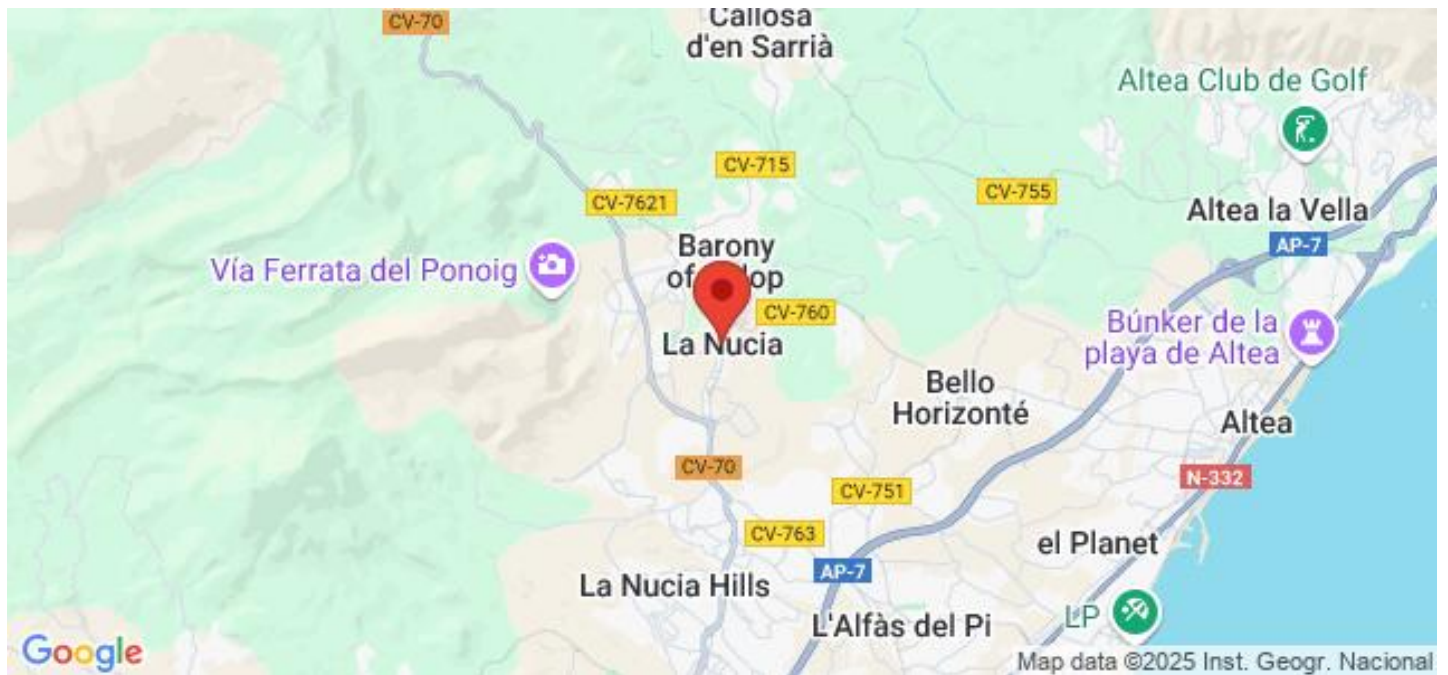 CV-70
Callosa
d'en Sarrià
Altea Club de Golf
CV-715
CV-7621
CV-755
Altea la Vella
AP-7
Barony
Vía Ferrata del Ponoig
CV-760
La Nucia
Búnker de la
playa de Altea
Bello
Horizonté
Altea
CV-70
N-332
CV-751
CV-763
el Planet
AP-7
La Nucia Hills
L'Alfàs del Pi
LP
Google
Map data ©2025 Inst. Geogr. Nacional